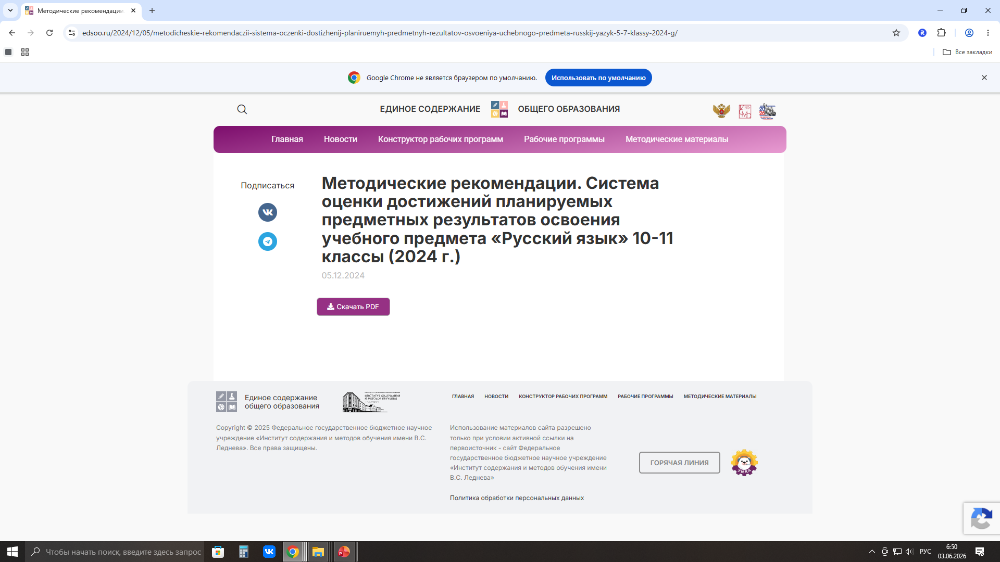 Методические рекомендации
edsoo.ru/2024/12/05/metodicheskie-rekomendaczii-sistema-oczenki-dostizhenij-planiruemyh-predmetnyh-rezultatov-osvoeniya-uchebnogo-predmeta-russkij-yazyk-5-7-klassy-2024-g/
Все закладки
Google Chrome не является браузером по умолчанию.
Использовать по умолчанию
ЕДИНОЕ СОДЕРЖАНИЕ ОБЩЕГО ОБРАЗОВАНИЯ
Главная Новости Конструктор рабочих программ Рабочие программы Методические материалы
Подписаться
Методические рекомендации. Система
оценки достижений планируемых
предметных результатов освоения
учебного предмета «Русский язык» 10-11
классы (2024 г.)
05.12.2024
Скачать PDF
Единое содержание
общего образования
ИНСТИТУТ СОДЕРЖАНИЯ
И МЕТОДОВ ОБУЧЕНИЯ
ГЛАВНАЯ НОВОСТИ КОНСТРУКТОР РАБОЧИХ ПРОГРАММ РАБОЧИЕ ПРОГРАММЫ МЕТОДИЧЕСКИЕ МАТЕРИАЛЫ
Copyright © 2025 Федеральное государственное бюджетное научное
учреждение «Институт содержания и методов обучения имени В.С.
Леднева». Все права защищены.
Использование материалов сайта разрешено
только при условии активной ссылки на
первоисточник - сайт Федеральное
государственное бюджетное научное учреждение
«Институт содержания и методов обучения имени
В.С. Леднева»
Политика обработки персональных данных
ГОРЯЧАЯ ЛИНИЯ
УМКА
Чтобы начать поиск, введите здесь запрос
РУС
6:50
03.06.2026